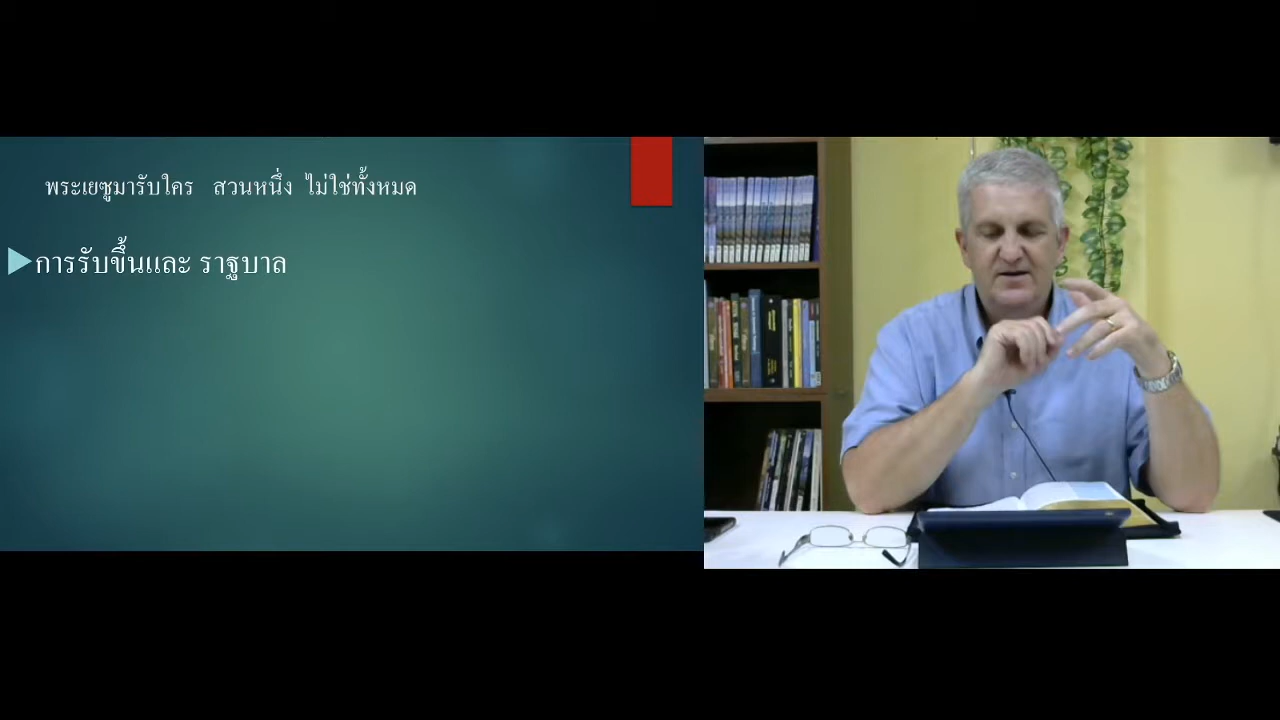 พระเยซูมารับใคร สวนหนึ่ง ไม่ใช่ทั้งหมด
การรับขึ้นและ ราฐบาล